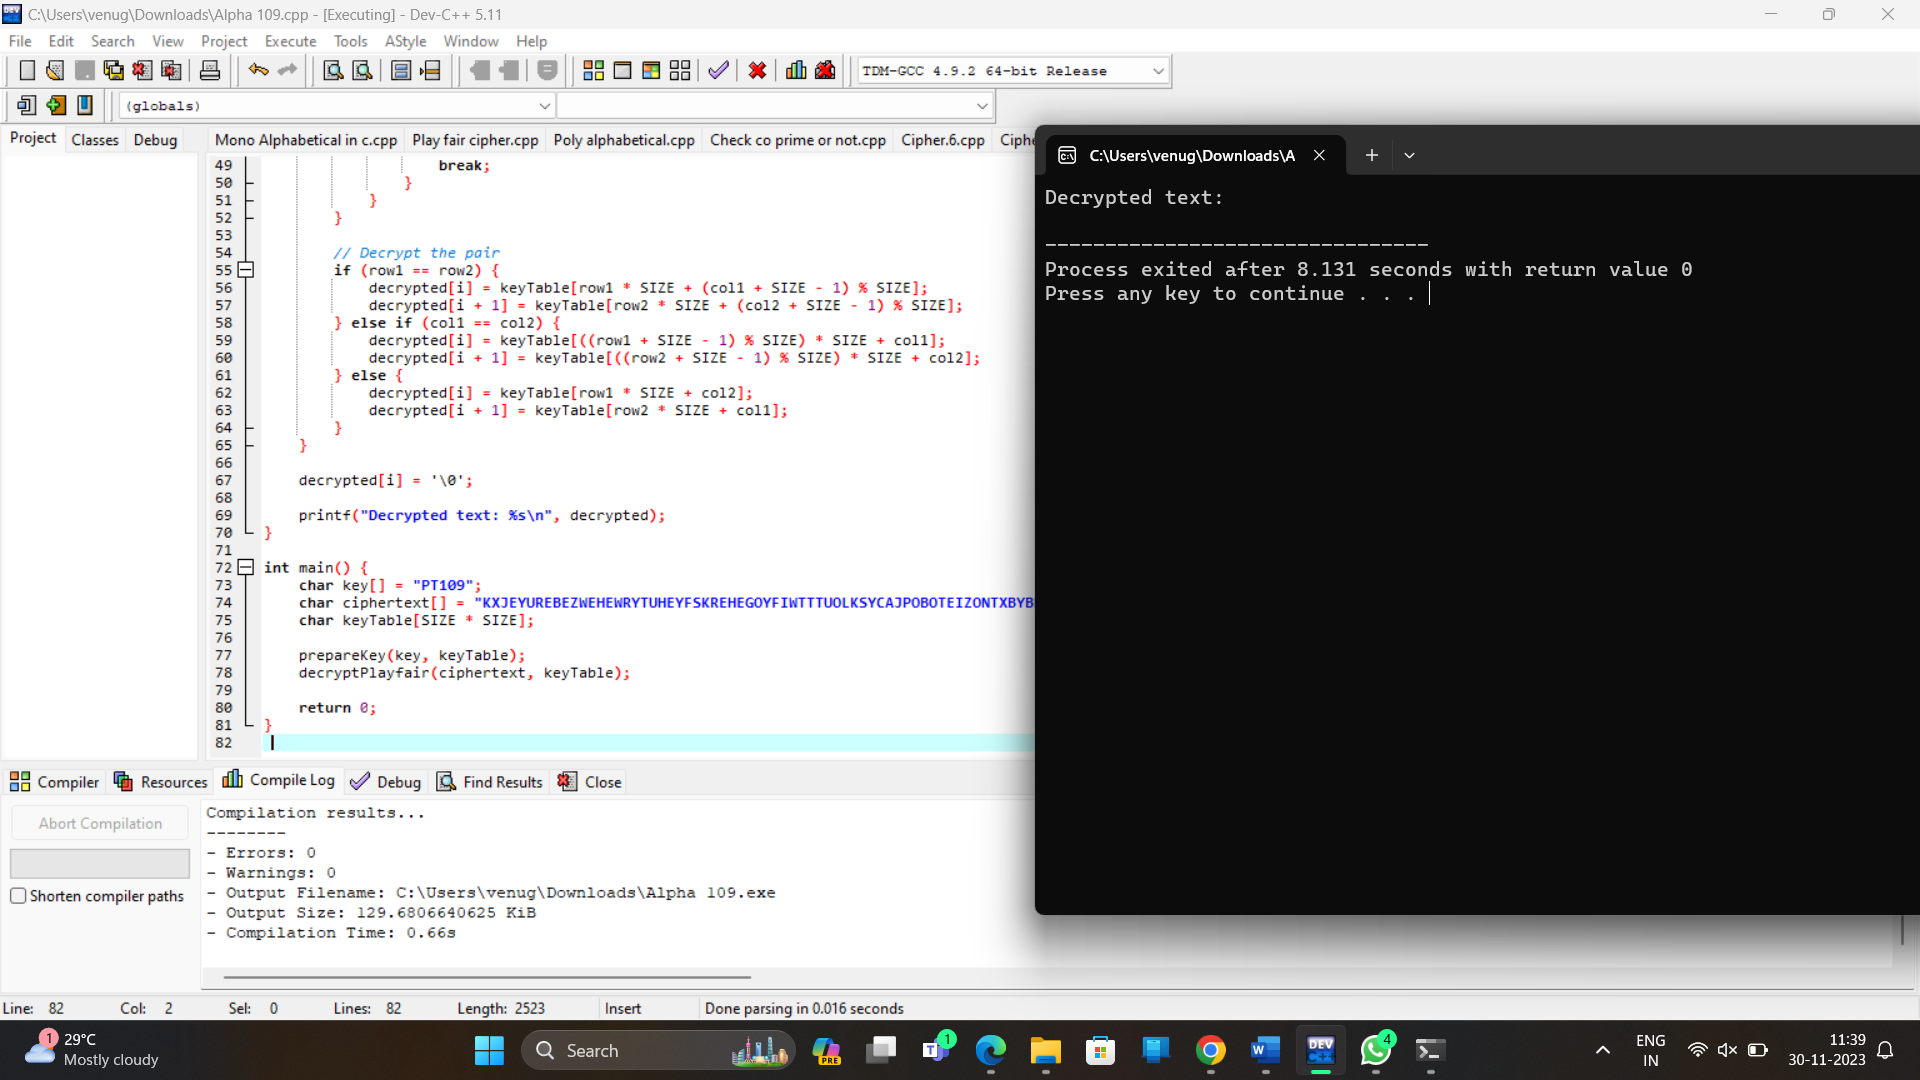 C:\Users\venug\Downloads\Alpha 109.cpp - [Executing] - Dev-C++ 5.11
File Edit Search View Project Execute Tools AStyle Window Help
TDM-GCC 4.9.2 64-bit Release
(globals)
Project Classes Debug
Mono Alphabetical in c.cpp Play fair cipher.cpp Poly alphabetical.cpp Check co prime or not.cpp Cipher.6.cpp Ciphe
49 break;
50 }
51 }
52 }
53
54 // Decrypt the pair
55 if (row1 == row2) {
56 decrypted[i] = keyTable[row1 * SIZE + (col1 + SIZE - 1) % SIZE];
57 decrypted[i + 1] = keyTable[row2 * SIZE + (col2 + SIZE - 1) % SIZE];
58 } else if (col1 == col2) {
59 decrypted[i] = keyTable[((row1 + SIZE - 1) % SIZE) * SIZE + col1];
60 decrypted[i + 1] = keyTable[((row2 + SIZE - 1) % SIZE) * SIZE + col2];
61 } else {
62 decrypted[i] = keyTable[row1 * SIZE + col2];
63 decrypted[i + 1] = keyTable[row2 * SIZE + col1];
64 }
65 }
66
67 decrypted[i] = '\0';
68
69 printf("Decrypted text: %s\n", decrypted);
70 }
71
72 int main() {
73 char key[] = "PT109";
74 char ciphertext[] = "KXJEYUREBEZWEHEWRYTUHEYFSKREHEGOYFIWTTTUOLKSYCAJPOBOTEIZONTXBYB
75 char keyTable[SIZE * SIZE];
76
77 prepareKey(key, keyTable);
78 decryptPlayfair(ciphertext, keyTable);
79
80 return 0;
81 }
82
C:\Users\venug\Downloads\A
Decrypted text:
--------------------------------
Process exited after 8.131 seconds with return value 0
Press any key to continue . . .
Compiler Resources Compile Log Debug Find Results Close
Abort Compilation
Shorten compiler paths
Compilation results...
--------
- Errors: 0
- Warnings: 0
- Output Filename: C:\Users\venug\Downloads\Alpha 109.exe
- Output Size: 129.6806640625 KiB
- Compilation Time: 0.66s
Line: 82 Col: 2 Sel: 0 Lines: 82 Length: 2523 Insert Done parsing in 0.016 seconds
1 29°C
Mostly cloudy
Search
PRE
T 1
W
DEV
C++
4
ENG
IN
11:39
30-11-2023